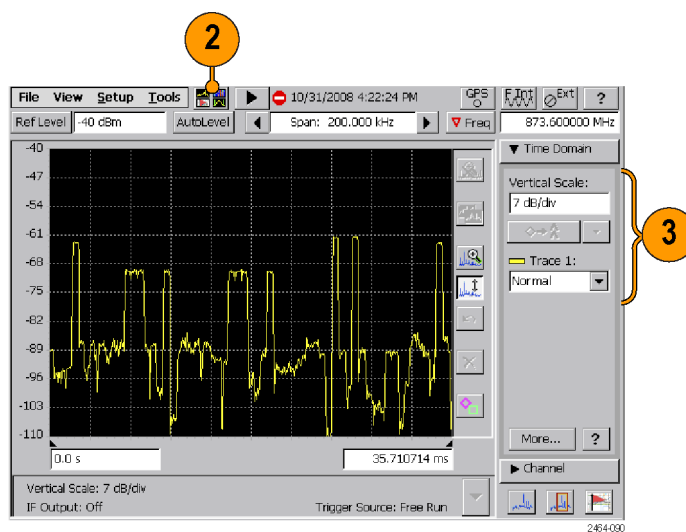 2
File View Setup Tools 10/31/2008 4:22:24 PM GPS Ext ?
Ref Level -40 dBm AutoLevel Span: 200.000 kHz Freq 873.600000 MHz
-40
-47
-54
-61
-68
-75
-82
-89
-96
-103
-110
0.0 s 35.710714 ms
Vertical Scale: 7 dB/div
IF Output: Off Trigger Source: Free Run
Time Domain
Vertical Scale:
7 dB/div
Trace 1:
Normal
3
More... ?
Channel
2464-090